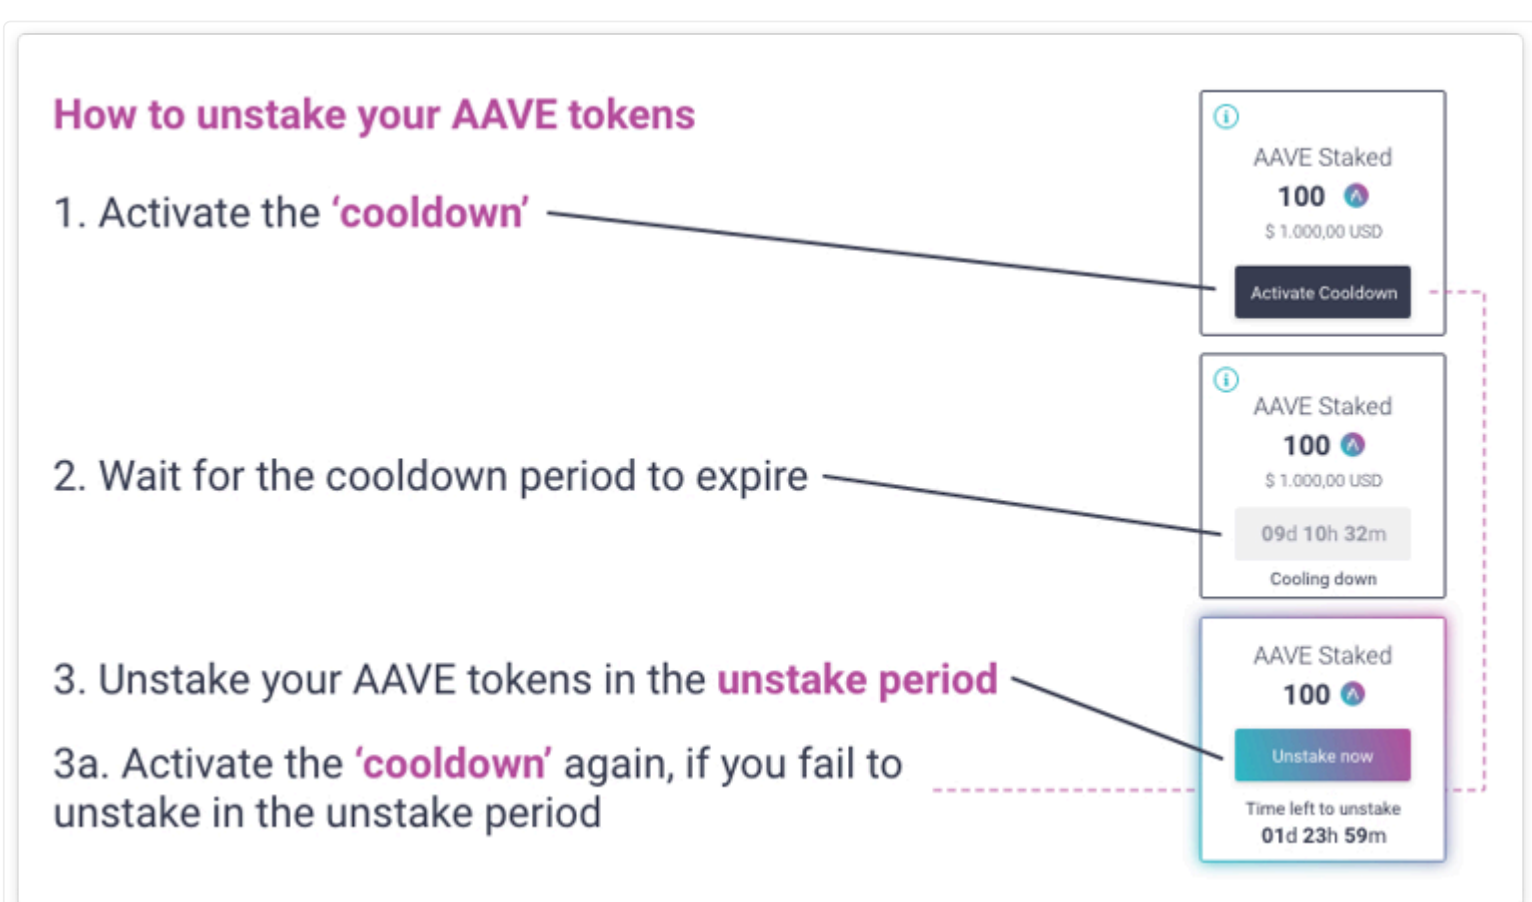 How to unstake your AAVE tokens
1. Activate the ‘cooldown’
AAVE Staked
100
$ 1.000,00 USD
Activate Cooldown
2. Wait for the cooldown period to expire
AAVE Staked
100
$ 1.000,00 USD
09d 10h 32m
Cooling down
3. Unstake your AAVE tokens in the unstake period
3a. Activate the ‘cooldown’ again, if you fail to
unstake in the unstake period
AAVE Staked
100
Unstake now
Time left to unstake
01d 23h 59m